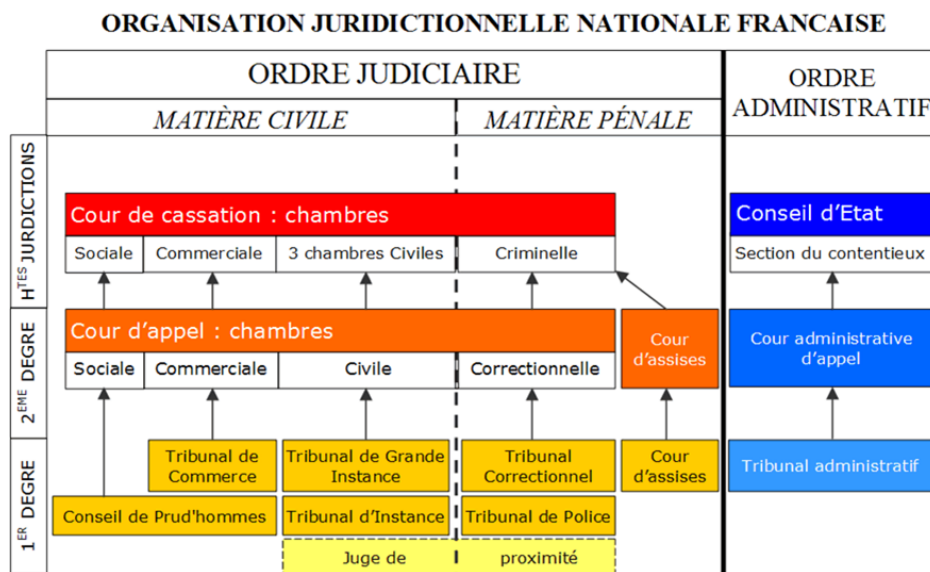 ORGANISATION JURIDICTIONNELLE NATIONALE FRANCAISE
ORDRE JUDICIAIRE
ORDRE
ADMINISTRATIF
MATIÈRE CIVILE
MATIÈRE PÉNALE
HTES JURDICTIONS
Cour de cassation : chambres
Conseil d'Etat
Sociale
Commerciale
3 chambres Civiles
Criminelle
Section du contentieux
2EME DEGRE
Cour d'appel : chambres
Cour
d'assises
Cour administrative
d'appel
Sociale
Commerciale
Civile
Correctionnelle
1ER DEGRE
Tribunal de
Commerce
Tribunal de Grande
Instance
Tribunal
Correctionnel
Cour
d'assises
Tribunal administratif
Conseil de Prud'hommes
Tribunal d'Instance
Tribunal de Police
Juge de proximité